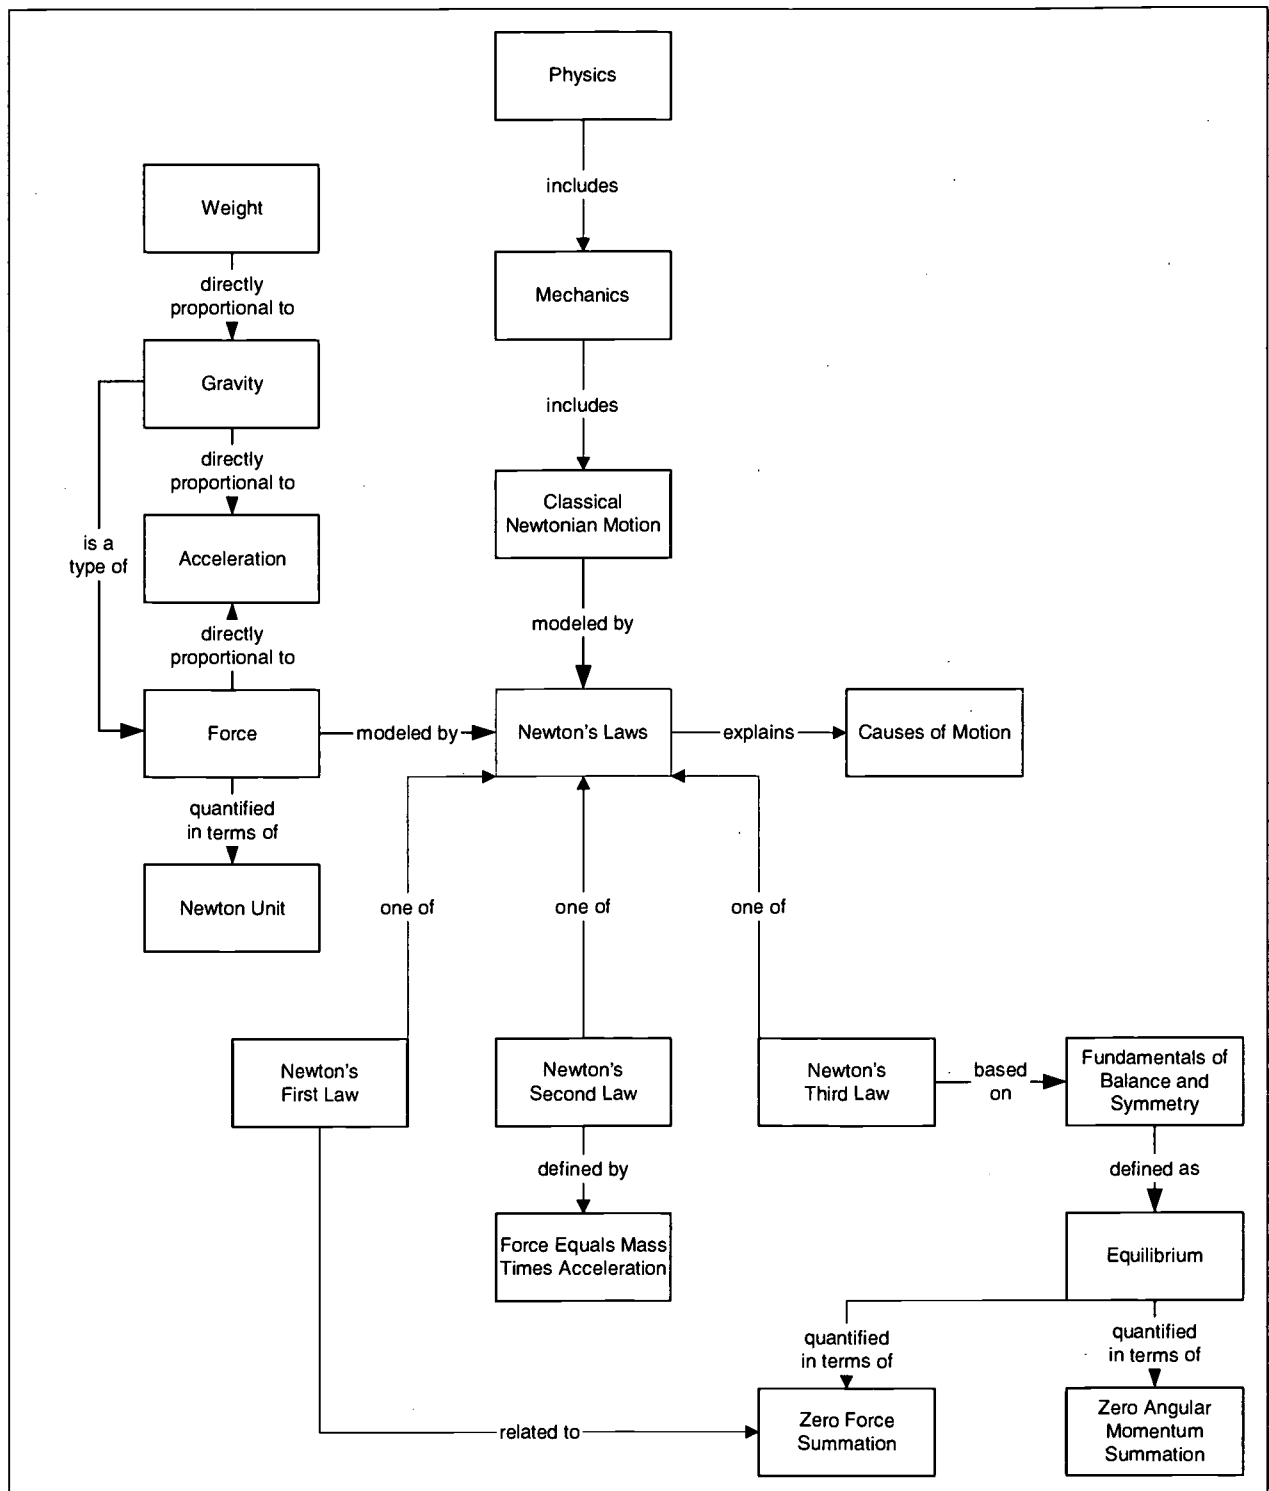 Physics
includes
Weight
directly
proportional to
Mechanics
Gravity
includes
directly
proportional to
Classical
Newtonian Motion
is a
type of
Acceleration
directly
proportional to
modeled by
Force
modeled by
Newton's Laws
explains
Causes of Motion
quantified
in terms of
Newton Unit
one of
one of
one of
Newton's
First Law
Newton's
Second Law
Newton's
Third Law
based
on
Fundamentals of
Balance and
Symmetry
defined by
defined as
Force Equals Mass
Times Acceleration
Equilibrium
quantified
in terms of
quantified
in terms of
related to
Zero Force
Summation
Zero Angular
Momentum
Summation